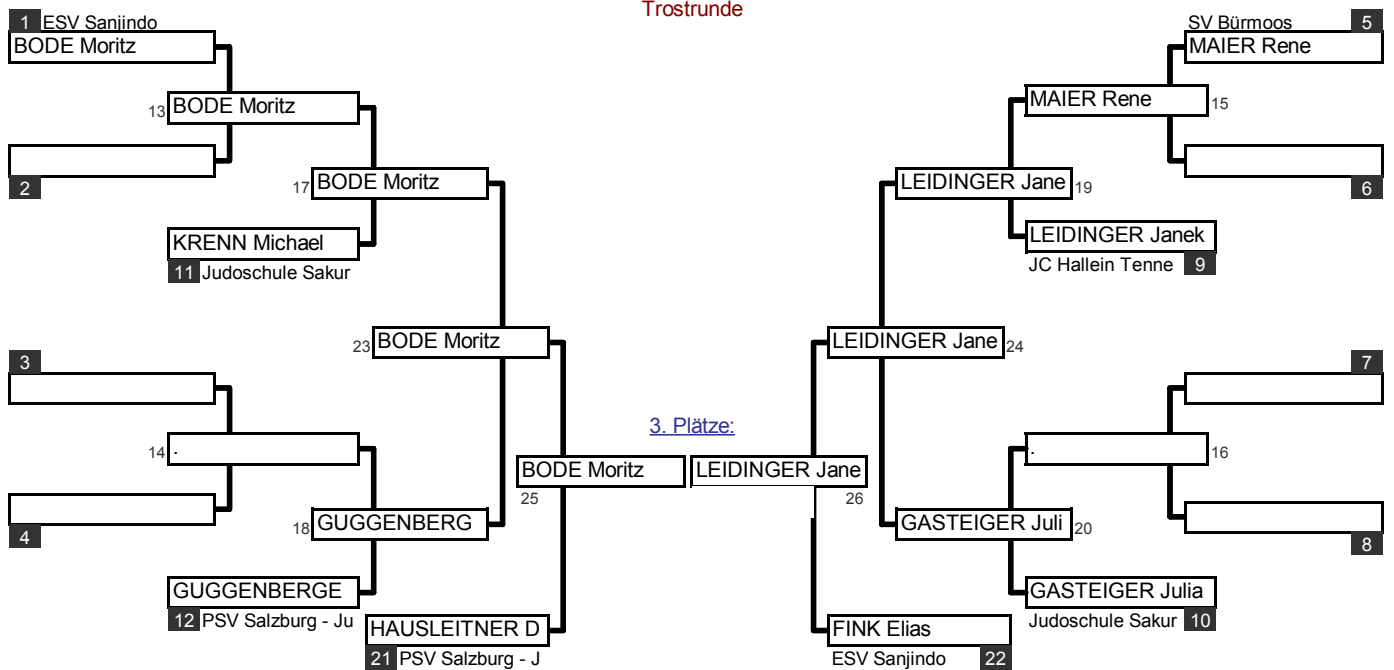 Trostrunde
1 ESV Sanjindo
BODE Moritz
13 BODE Moritz
2
17 BODE Moritz
KRENN Michael
11 Judoschule Sakur
23 BODE Moritz
3
14 .
4
18 GUGGENBERG
GUGGENBERGE
12 PSV Salzburg - Ju
HAUSLEITNER D
21 PSV Salzburg - J
3. Plätze:
BODE Moritz
25
LEIDINGER Jane
26
SV Bürmoos 5
MAIER Rene
MAIER Rene 15
6
LEIDINGER Jane 19
LEIDINGER Janek
JC Hallein Tenne 9
LEIDINGER Jane 24
7
. 16
8
GASTEIGER Juli 20
GASTEIGER Julia
Judoschule Sakur 10
FINK Elias
ESV Sanjindo 22